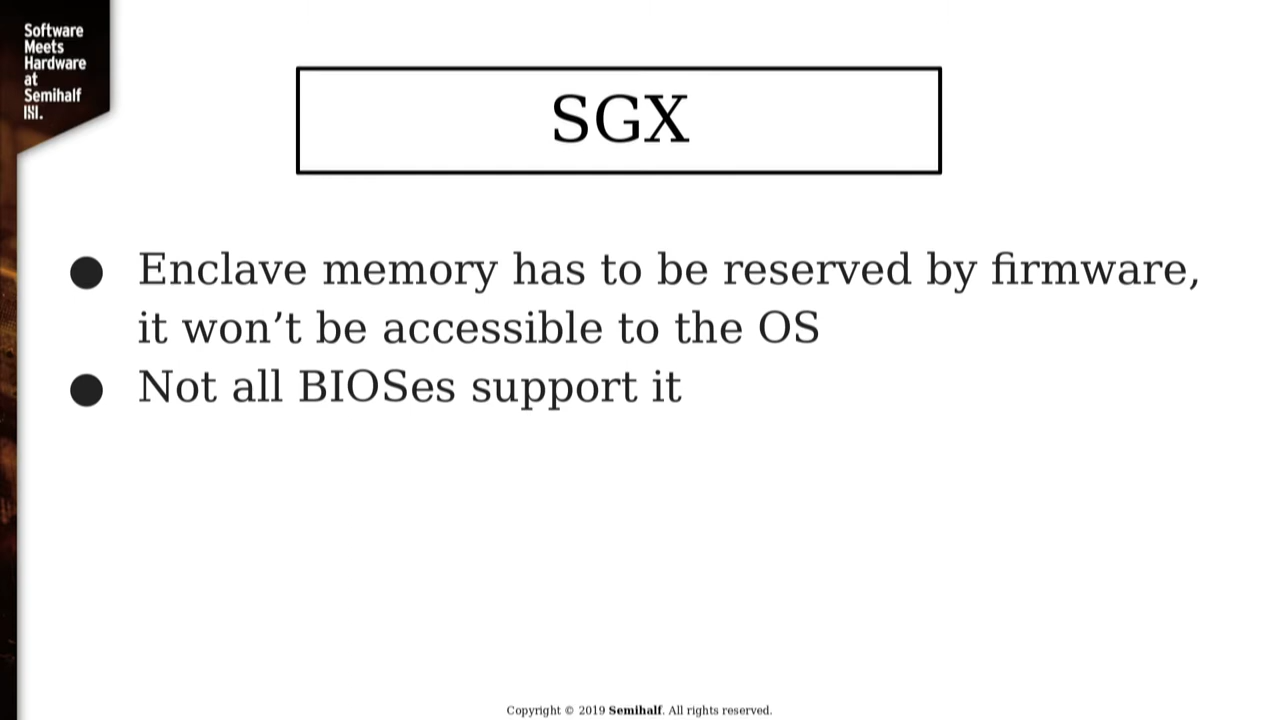 Software
Meets
Hardware
at
Semihalf
SGX
● Enclave memory has to be reserved by firmware,
it won’t be accessible to the OS
● Not all BIOSes support it
Copyright © 2019 Semihalf. All rights reserved.